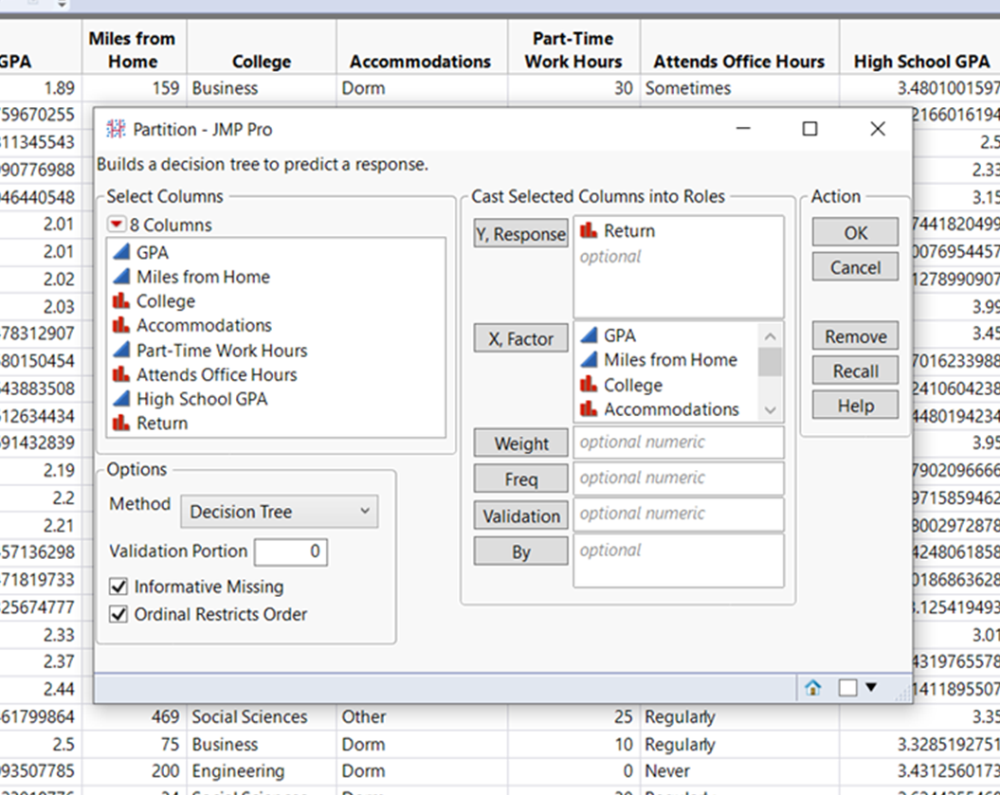 GPA Miles from Home College Accommodations Part-Time Work Hours Attends Office Hours High School GPA
1.89 159 Business Dorm 30 Sometimes 3.4801001597
Partition - JMP Pro
Builds a decision tree to predict a response.
Select Columns
8 Columns
GPA
Miles from Home
College
Accommodations
Part-Time Work Hours
Attends Office Hours
High School GPA
Return
Options
Method Decision Tree
Validation Portion 0
Informative Missing
Ordinal Restricts Order
Cast Selected Columns into Roles
Y, Response Return
optional
X, Factor GPA
Miles from Home
College
Accommodations
Weight optional numeric
Freq optional numeric
Validation optional numeric
By optional
Action
OK
Cancel
Remove
Recall
Help
59670255 2166016194
11345543 2.5
90776988 2.33
046440548 3.15
2.01 7441820499
2.01 0076954457
2.02 1278990907
2.03 3.99
78312907 3.45
80150454 7016233988
43883508 2410604238
12634434 4480194234
91432839 3.95
2.19 7902096666
2.2 9715859462
2.21 8002972878
57136298 4248061858
71819733 0186863628
25674777 .125419493
2.33 3.01
2.37 4319765578
2.44 1411895507
61799864 469 Social Sciences Other 25 Regularly 3.35
2.5 75 Business Dorm 10 Regularly 3.3285192751
93507785 200 Engineering Dorm 0 Never 3.4312560173